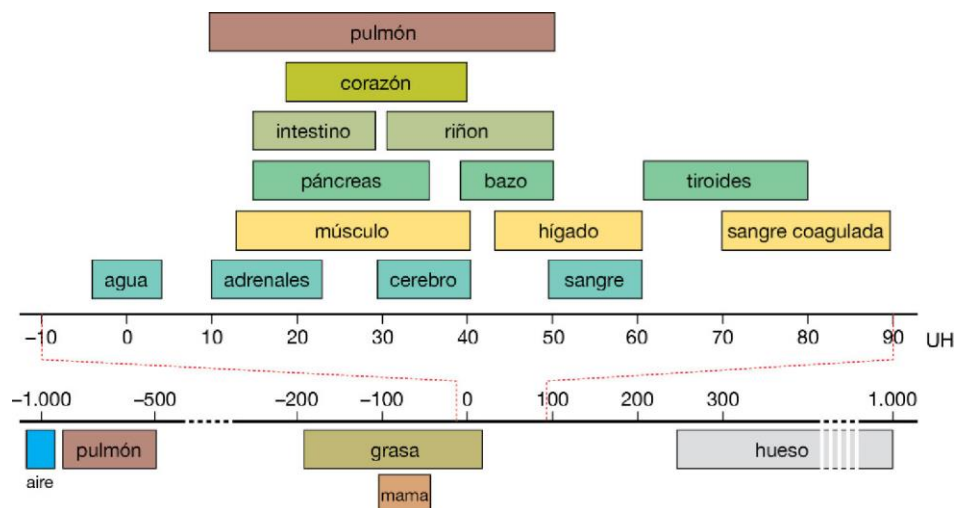 pulmón
corazón
intestino riñon
páncreas bazo tiroides
músculo hígado sangre coagulada
agua adrenales cerebro sangre
−10 0 10 20 30 40 50 60 70 80 90 UH
−1.000 −500 −200 −100 0 100 200 300 1.000
pulmón grasa hueso
aire
mama